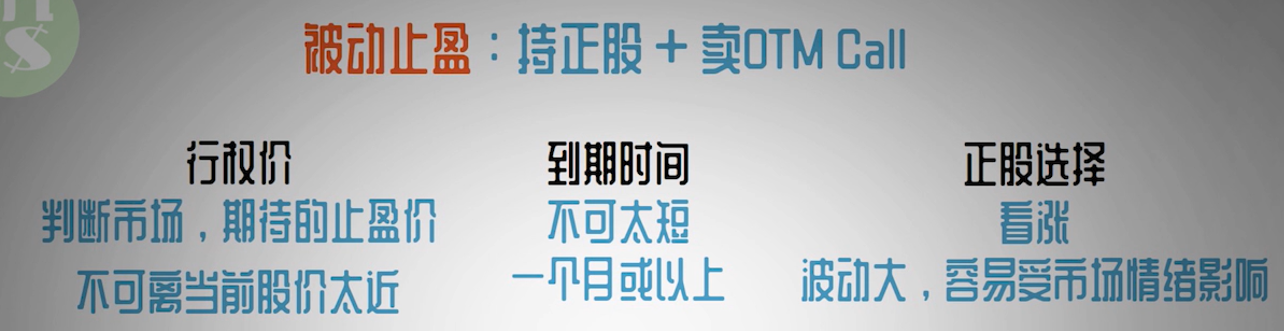 被动止盈：持正股 + 卖OTM Call
行权价
判断市场，期待的止盈价
不可离当前股价太近
到期时间
不可太短
一个月或以上
正股选择
看涨
波动大，容易受市场情绪影响